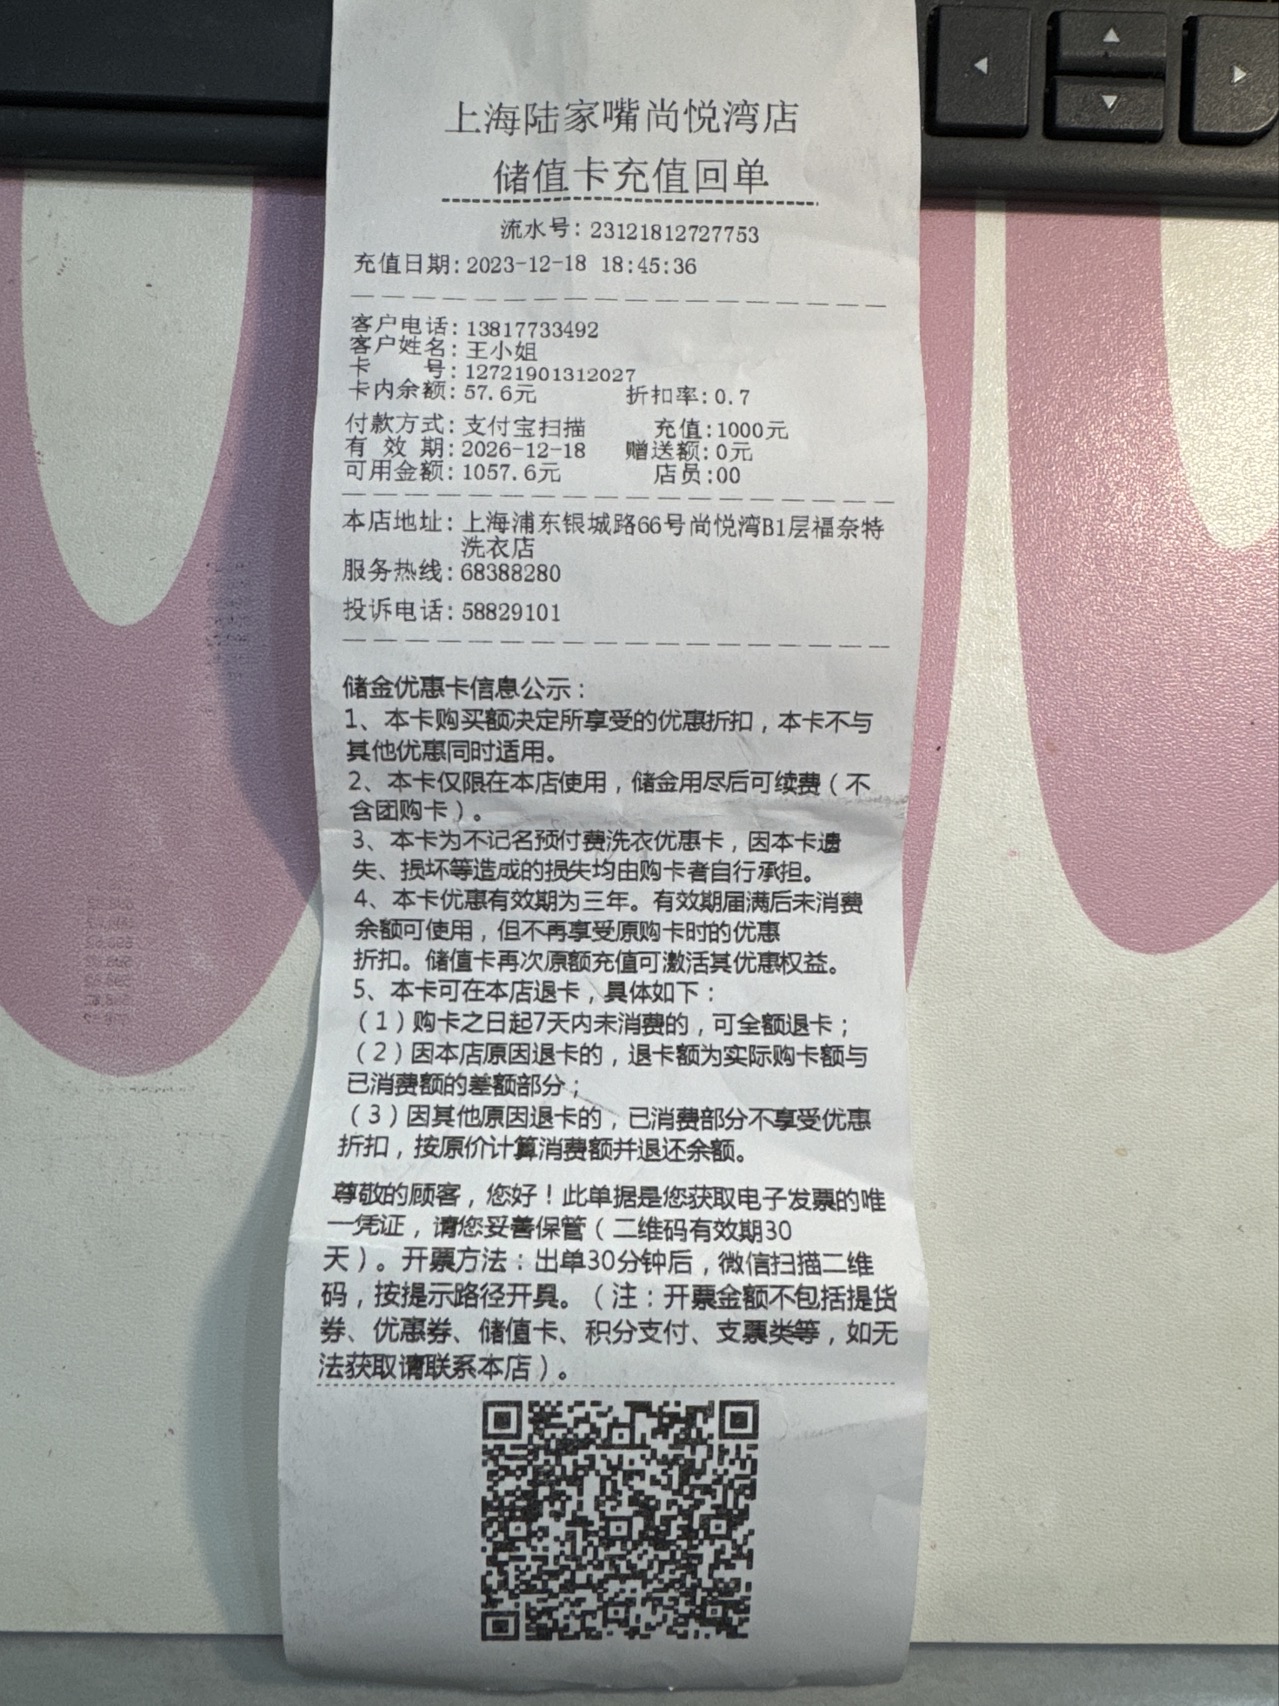 上海陆家嘴尚悦湾店
储值卡充值回单
流水号: 23121812727753
充值日期: 2023-12-18 18:45:36
客户电话: 13817733492
客户姓名: 王小姐
卡 号: 12721901312027
卡内余额: 57.6元 折扣率: 0.7
付款方式: 支付宝扫描 充值: 1000元
有 效 期: 2026-12-18 赠送额: 0元
可用金额: 1057.6元 店员: 00
本店地址: 上海浦东银城路66号尚悦湾B1层福奈特
洗衣店
服务热线: 68388280
投诉电话: 58829101
储金优惠卡信息公示：
1、本卡购买额决定所享受的优惠折扣，本卡不与
其他优惠同时适用。
2、本卡仅限在本店使用，储金用尽后可续费（不
含团购卡）。
3、本卡为不记名预付费洗衣优惠卡，因本卡遗
失、损坏等造成的损失均由购卡者自行承担。
4、本卡优惠有效期为三年。有效期届满后未消费
余额可使用，但不再享受原购卡时的优惠
折扣。储值卡再次原额充值可激活其优惠权益。
5、本卡可在本店退卡，具体如下：
（1）购卡之日起7天内未消费的，可全额退卡；
（2）因本店原因退卡的，退卡额为实际购卡额与
已消费额的差额部分；
（3）因其他原因退卡的，已消费部分不享受优惠
折扣，按原价计算消费额并退还余额。
尊敬的顾客，您好！此单据是您获取电子发票的唯
一凭证，请您妥善保管（二维码有效期30
天）。开票方法：出单30分钟后，微信扫描二维
码，按提示路径开具。（注：开票金额不包括提货
券、优惠券、储值卡、积分支付、支票类等，如无
法获取请联系本店）。